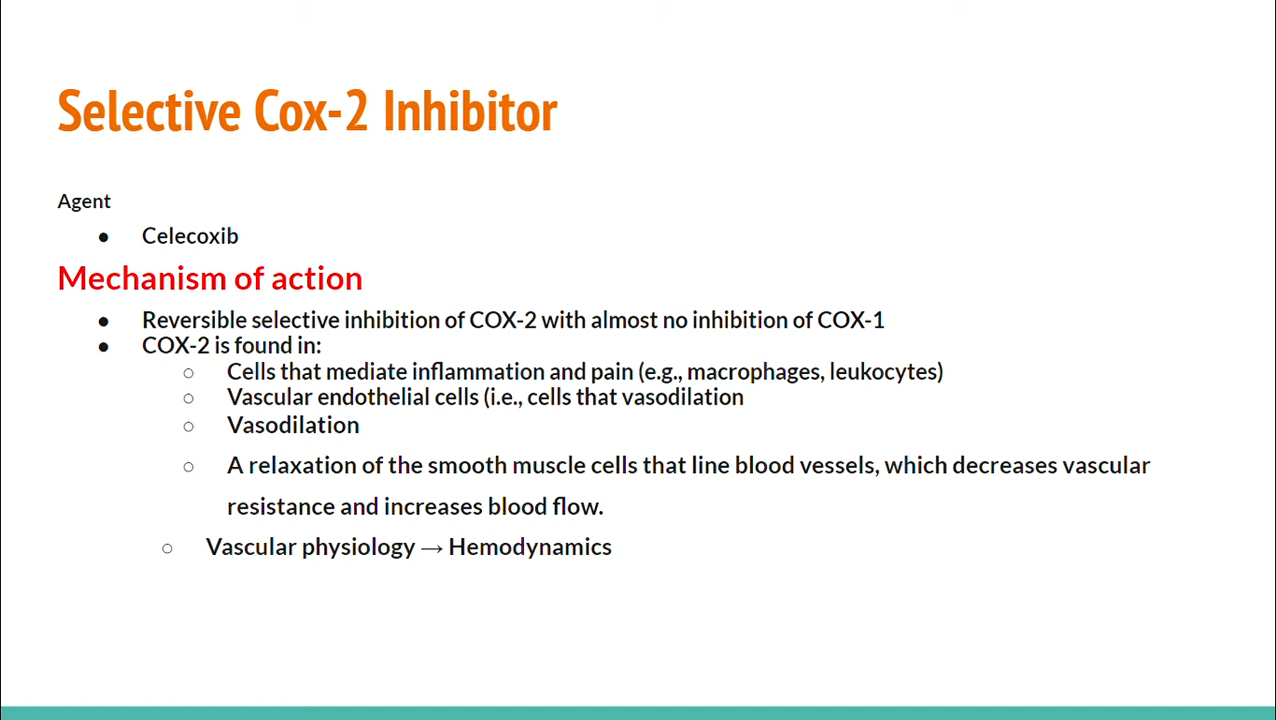 Selective Cox-2 Inhibitor
Agent
● Celecoxib
Mechanism of action
● Reversible selective inhibition of COX-2 with almost no inhibition of COX-1
● COX-2 is found in:
○ Cells that mediate inflammation and pain (e.g., macrophages, leukocytes)
○ Vascular endothelial cells (i.e., cells that vasodilation
○ Vasodilation
○ A relaxation of the smooth muscle cells that line blood vessels, which decreases vascular
resistance and increases blood flow.
○ Vascular physiology → Hemodynamics